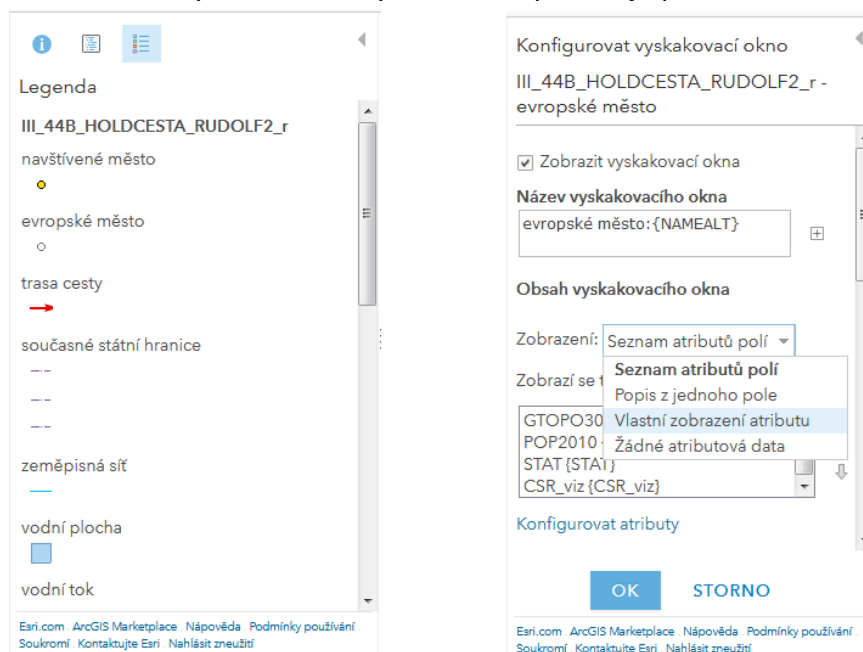 Legenda
III_44B_HOLDCESTA_RUDOLF2_r
navštívené město
evropské město
trasa cesty
současné státní hranice
zeměpisná síť
vodní plocha
vodní tok
Esri.com . ArcGIS Marketplace . Nápověda . Podmínky používání .
Soukromí . Kontaktujte Esri . Nahlásit zneužití
Konfigurovat vyskakovací okno
III_44B_HOLDCESTA_RUDOLF2_r -
evropské město
Zobrazit vyskakovací okna
Název vyskakovacího okna
evropské město:{NAMEALT}
Obsah vyskakovacího okna
Zobrazení: Seznam atributů polí
Seznam atributů polí
Popis z jednoho pole
Vlastní zobrazení atributu
Žádné atributová data
Zobrazí se
GTOPO30
POP2010
STAT {STAT}
CSR_viz {CSR_viz}
Konfigurovat atributy
OK STORNO
Esri.com . ArcGIS Marketplace . Nápověda . Podmínky používání .
Soukromí . Kontaktujte Esri . Nahlásit zneužití